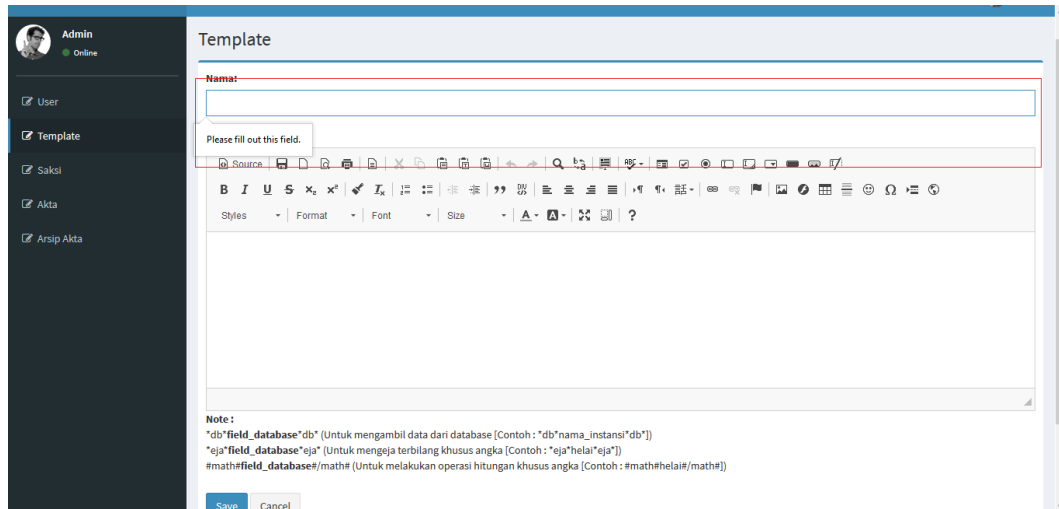 Admin
Online
Template
Nama:
User
Please fill out this field.
Template
Source
Saksi
Styles Format Font Size
Akta
Arsip Akta
Note :
*db*field_database*db* (Untuk mengambil data dari database [Contoh : *db*nama_instansi*db*])
*eja*field_database*eja* (Untuk mengeja terbilang khusus angka [Contoh : *eja*helai*eja*])
#math#field_database#/math# (Untuk melakukan operasi hitungan khusus angka [Contoh : #math#helai#/math#])
Save Cancel